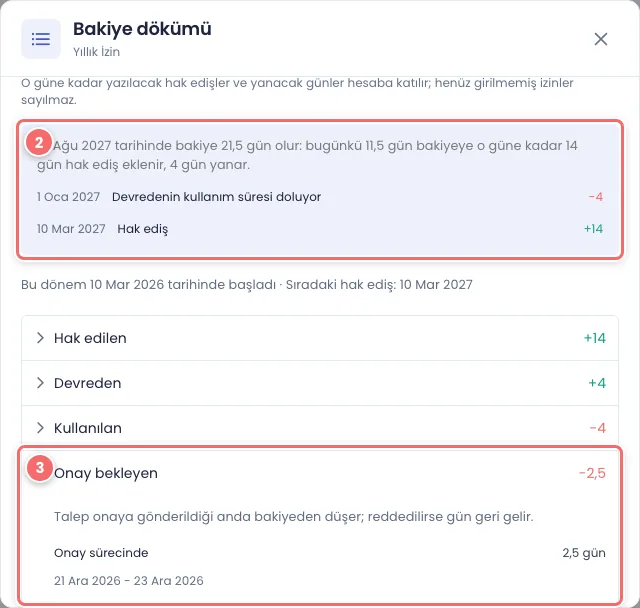 Bakiye dökümü
Yıllık İzin
O güne kadar yazılacak hak edişler ve yanacak günler hesaba katılır; henüz girilmemiş izinler
sayılmaz.
2
Ağu 2027 tarihinde bakiye 21,5 gün olur: bugünkü 11,5 gün bakiyeye o güne kadar 14
gün hak ediş eklenir, 4 gün yanar.
1 Oca 2027 Devredenin kullanım süresi doluyor −4
10 Mar 2027 Hak ediş +14
Bu dönem 10 Mar 2026 tarihinde başladı · Sıradaki hak ediş: 10 Mar 2027
Hak edilen +14
Devreden +4
Kullanılan −4
3
Onay bekleyen −2,5
Talep onaya gönderildiği anda bakiyeden düşer; reddedilirse gün geri gelir.
Onay sürecinde 2,5 gün
21 Ara 2026 - 23 Ara 2026